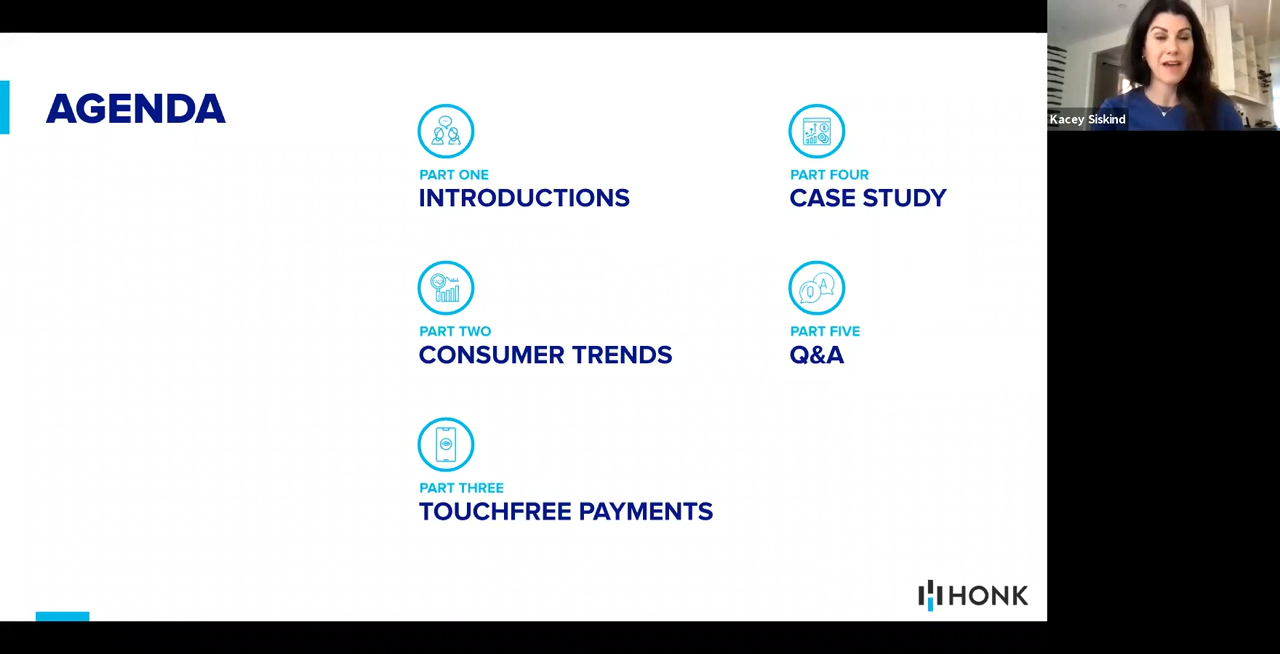 AGENDA
PART ONE
INTRODUCTIONS
PART TWO
CONSUMER TRENDS
PART THREE
TOUCHFREE PAYMENTS
PART FOUR
CASE STUDY
Q A
PART FIVE
Q&A
HONK
Kacey Siskind